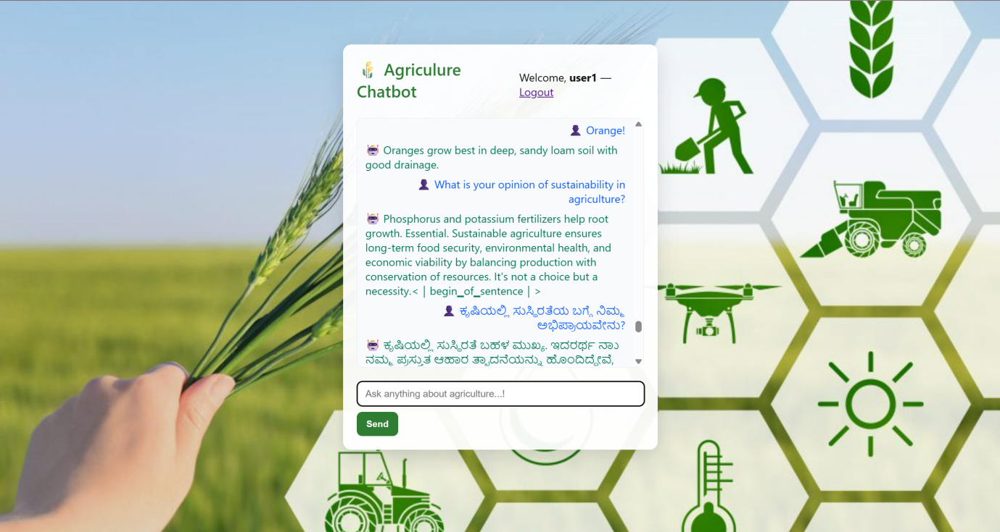 Agriculure
Chatbot
Welcome, user1 —
Logout
Orange!
Oranges grow best in deep, sandy loam soil with
good drainage.
What is your opinion of sustainability in
agriculture?
Phosphorus and potassium fertilizers help root
growth. Essential. Sustainable agriculture ensures
long-term food security, environmental health, and
economic viability by balancing production with
conservation of resources. It's not a choice but a
necessity.< | begin▁of▁sentence | >
ಕೃಷಿಯಲ್ಲಿ ಸುಸ್ಥಿರತೆಯ ಬಗ್ಗೆ ನಿಮ್ಮ
ಅಭಿಪ್ರಾಯವೇನು?
ಕೃಷಿಯಲ್ಲಿ ಸುಸ್ಥಿರತೆ ಬಹಳ ಮುಖ್ಯ. ಇದರರ್ಥ ನಾು
ನಮ್ಮ ಪ್ರಸ್ತುತ ಆಹಾರ ತ್ಪಾದನೆಯನ್ನು ಹೊಂದಿದ್ದೇವೆ,
Ask anything about agriculture...!
Send